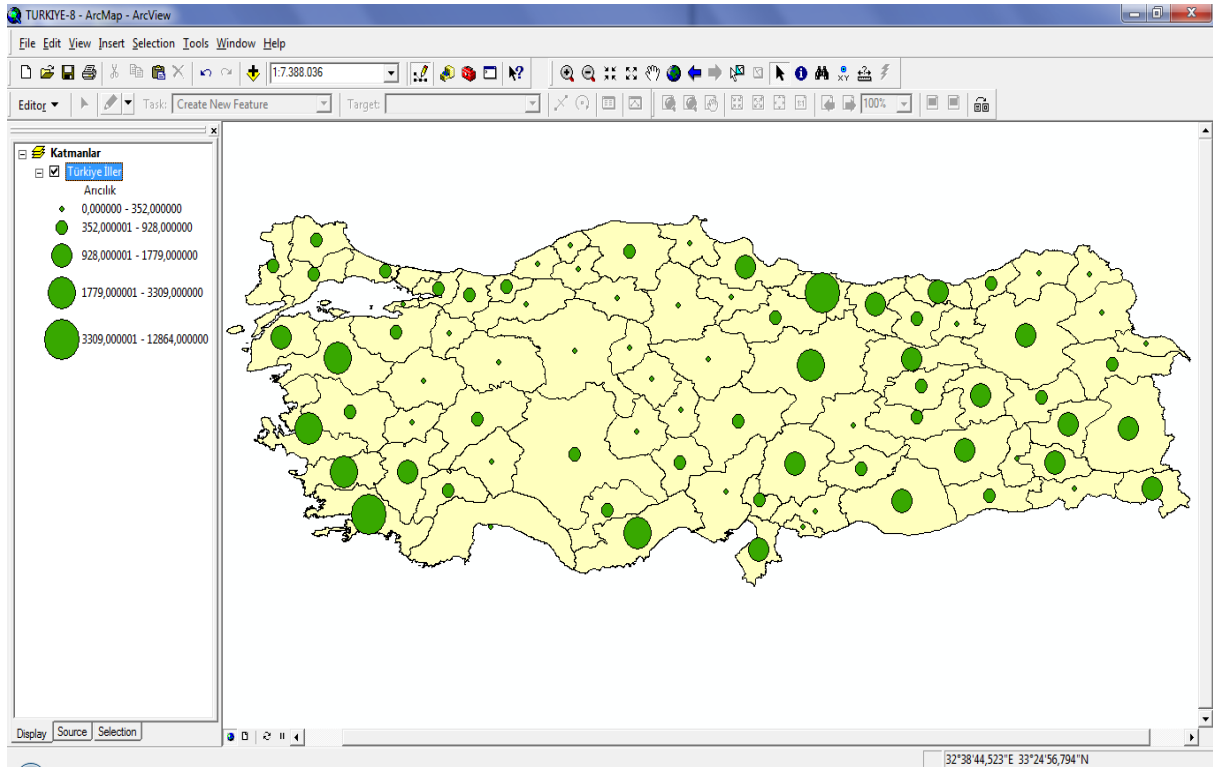 TURKIYE-8 - ArcMap - ArcView
File Edit View Insert Selection Tools Window Help
1:7.388.036
Editor Task: Create New Feature Target: 100%
Katmanlar
Türkiye İller
Arıcılık
0,000000 - 352,000000
352,000001 - 928,000000
928,000001 - 1779,000000
1779,000001 - 3309,000000
3309,000001 - 12864,000000
Display Source Selection
32°38'44,523"E 33°24'56,794"N